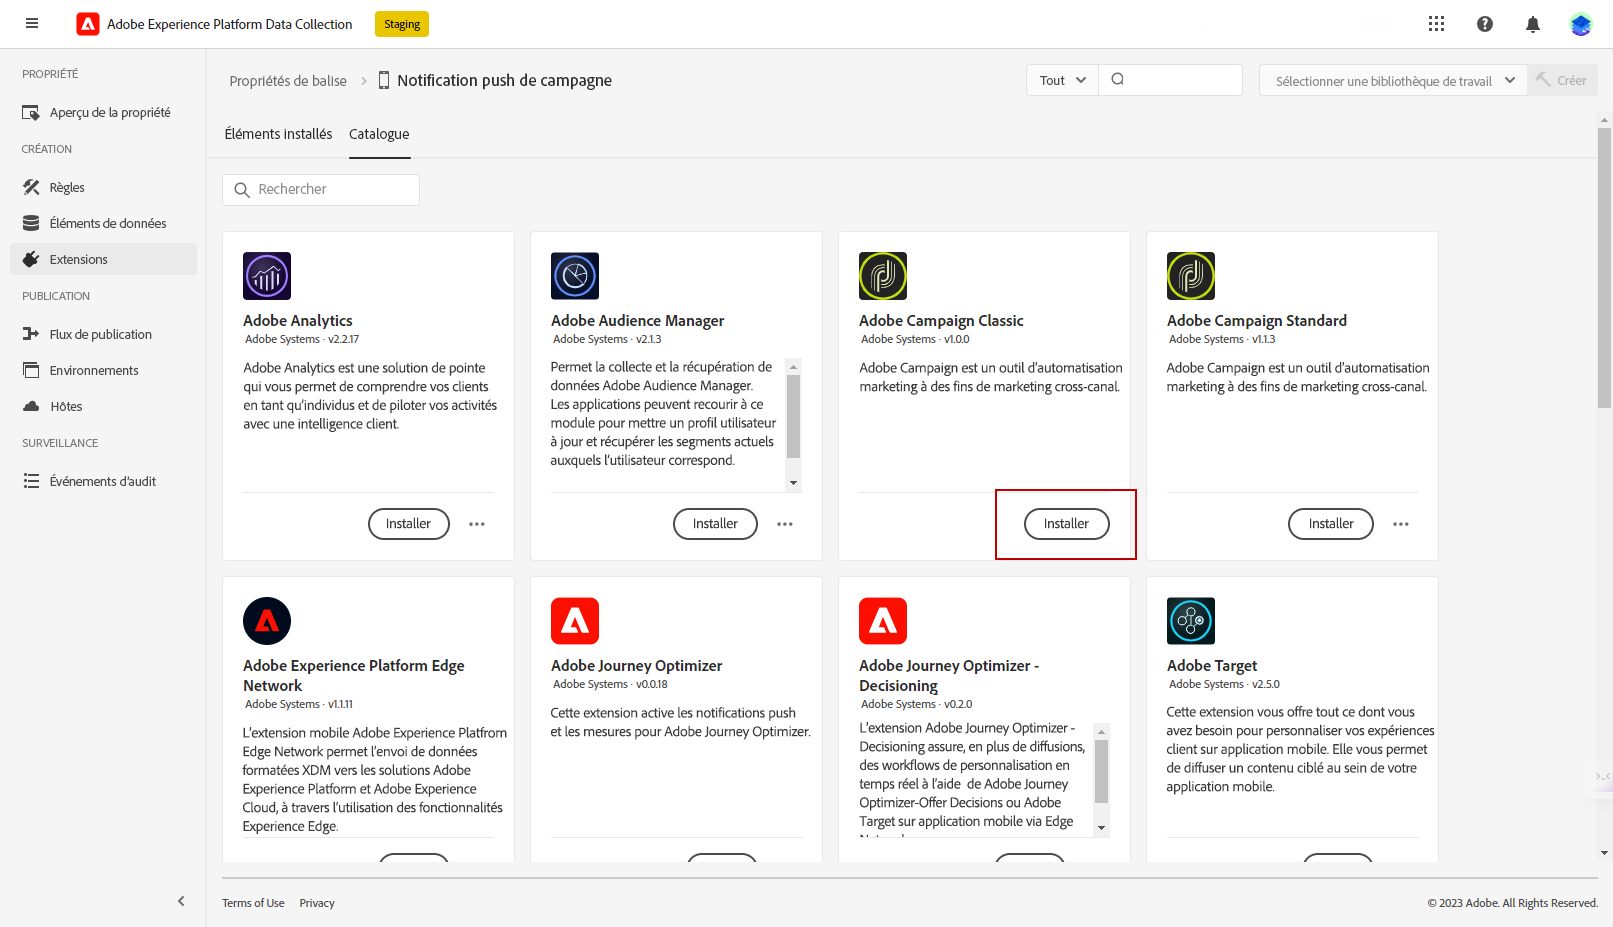 Adobe Experience Platform Data Collection
Staging
PROPRIÉTÉ
Aperçu de la propriété
CRÉATION
Règles
Éléments de données
Extensions
PUBLICATION
Flux de publication
Environnements
Hôtes
SURVEILLANCE
Événements d'audit
Propriétés de balise
Notification push de campagne
Tout
Sélectionner une bibliothèque de travail
Créer
Éléments installés
Catalogue
Rechercher
Adobe Analytics
Adobe Systems · v2.2.17
Adobe Analytics est une solution de pointe
qui vous permet de comprendre vos clients
en tant qu'individus et de piloter vos activités
avec une intelligence client.
Installer
Adobe Audience Manager
Adobe Systems · v2.1.3
Permet la collecte et la récupération de
données Adobe Audience Manager.
Les applications peuvent recourir à ce
module pour mettre un profil utilisateur
à jour et récupérer les segments actuels
auxquels l'utilisateur correspond.
Installer
Adobe Campaign Classic
Adobe Systems · v1.0.0
Adobe Campaign est un outil d'automatisation
marketing à des fins de marketing cross-canal.
Installer
Adobe Campaign Standard
Adobe Systems · v1.1.3
Adobe Campaign est un outil d'automatisation
marketing à des fins de marketing cross-canal.
Installer
Adobe Experience Platform Edge
Network
Adobe Systems · v1.1.11
L'extension mobile Adobe Experience Platfrom
Edge Network permet l'envoi de données
formatées XDM vers les solutions Adobe
Experience Platform et Adobe Experience
Cloud, à travers l'utilisation des fonctionnalités
Experience Edge.
Adobe Journey Optimizer
Adobe Systems · v0.0.18
Cette extension active les notifications push
et les mesures pour Adobe Journey Optimizer.
Adobe Journey Optimizer -
Decisioning
Adobe Systems · v0.2.0
L'extension Adobe Journey Optimizer -
Decisioning assure, en plus de diffusions,
des workflows de personnalisation en
temps réel à l'aide de Adobe Journey
Optimizer-Offer Decisions ou Adobe
Target sur application mobile via Edge
Adobe Target
Adobe Systems · v2.5.0
Cette extension vous offre tout ce dont vous
avez besoin pour personnaliser vos expériences
client sur application mobile. Elle vous permet
de diffuser un contenu ciblé au sein de votre
application mobile.
Terms of Use
Privacy
© 2023 Adobe. All Rights Reserved.